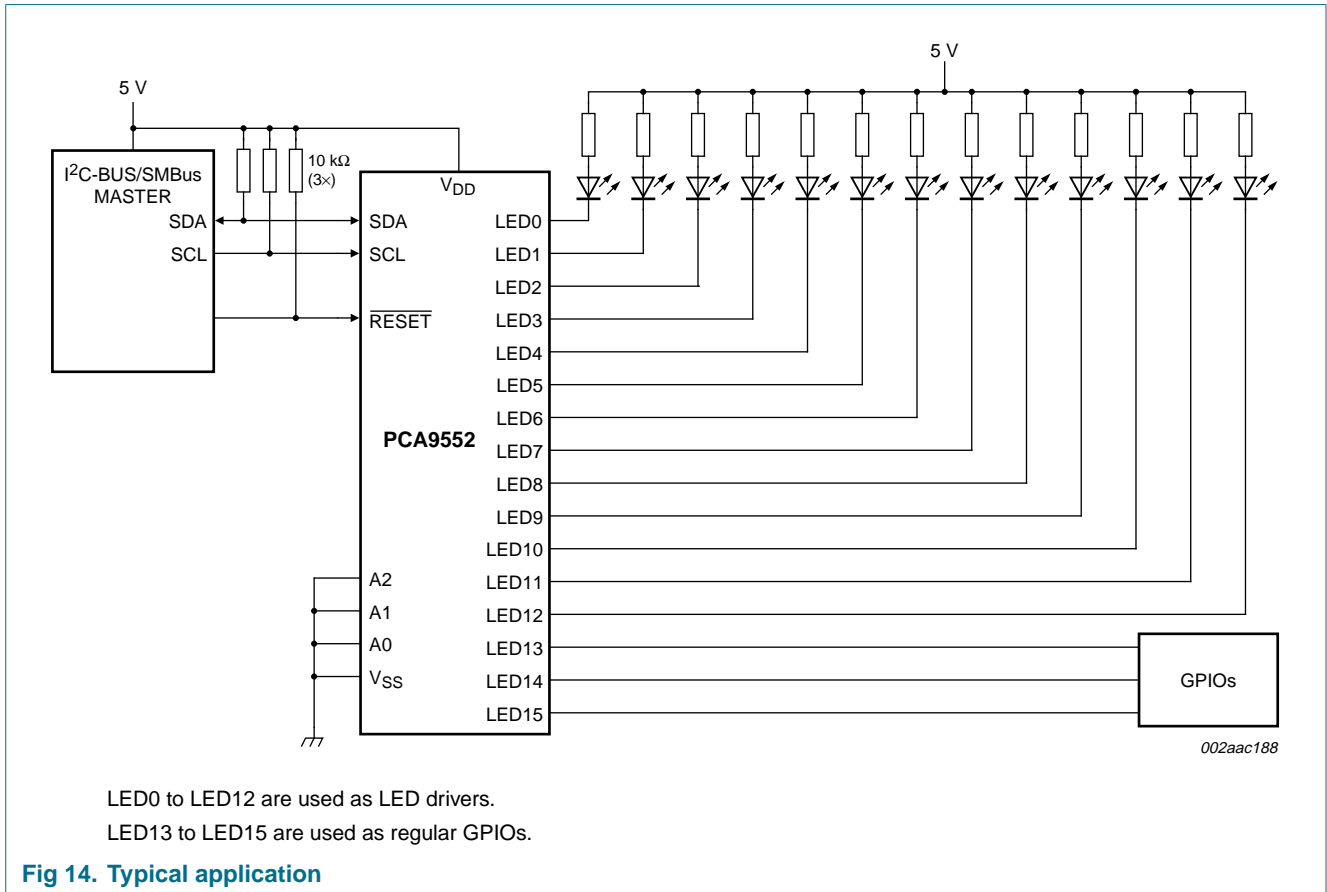 5 V
5 V
I²C-BUS/SMBus
MASTER
SDA
SCL
10 kΩ
(3×)
VDD
SDA
SCL
RESET
PCA9552
A2
A1
A0
VSS
LED0
LED1
LED2
LED3
LED4
LED5
LED6
LED7
LED8
LED9
LED10
LED11
LED12
LED13
LED14
LED15
GPIOs
002aac188
LED0 to LED12 are used as LED drivers.
LED13 to LED15 are used as regular GPIOs.
Fig 14. Typical application